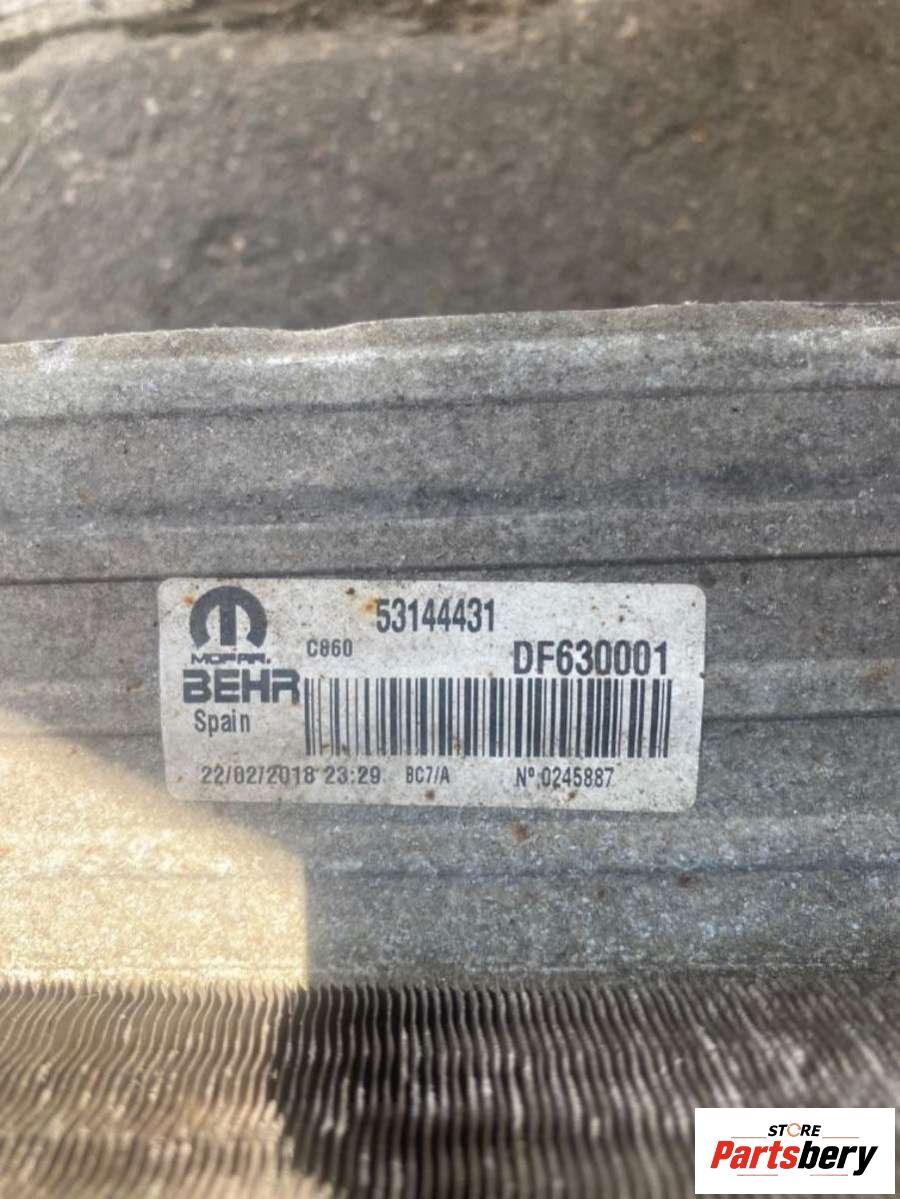 53144431
C860
DF630001
MOPAR.
BEHR
Spain
22/02/2018 23:29 BC7/A Nº 0245887
STORE
Partsbery